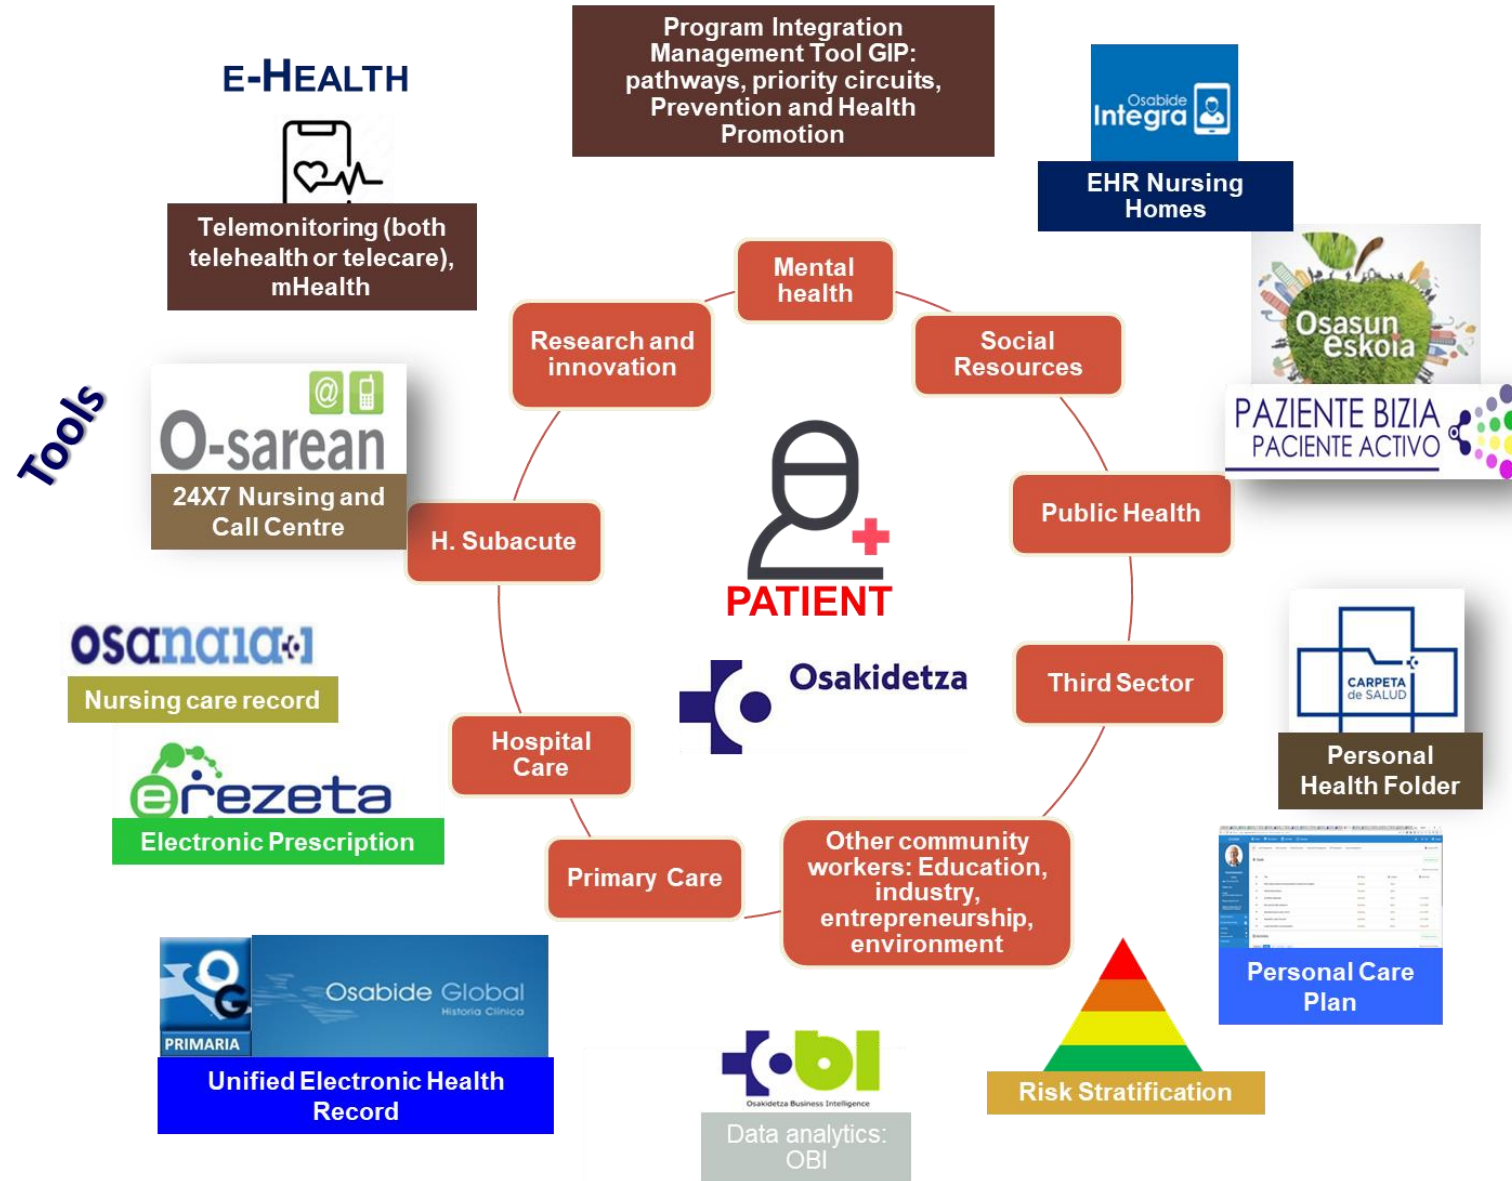 Program Integration
Management Tool GIP:
pathways, priority circuits,
Prevention and Health
Promotion
E-HEALTH
Telemonitoring (both
telehealth or telecare),
mHealth
Osabide
Integra
EHR Nursing
Homes
Osasun
eskola
PAZIENTE BIZIA
PACIENTE ACTIVO
Tools
@
O-sarean
24X7 Nursing and
Call Centre
Mental
health
Research and
innovation
Social
Resources
H. Subacute
Public Health
PATIENT
Osakidetza
Third Sector
Hospital
Care
Primary Care
Other community
workers: Education,
industry,
entrepreneurship,
environment
osanaia
Nursing care record
erezeta
Electronic Prescription
CARPETA
de SALUD
Personal
Health Folder
Personal Care
Plan
OG
PRIMARIA
Osabide Global
Historia Clínica
Unified Electronic Health
Record
obi
Osakidetza Business Intelligence
Data analytics:
OBI
Risk Stratification